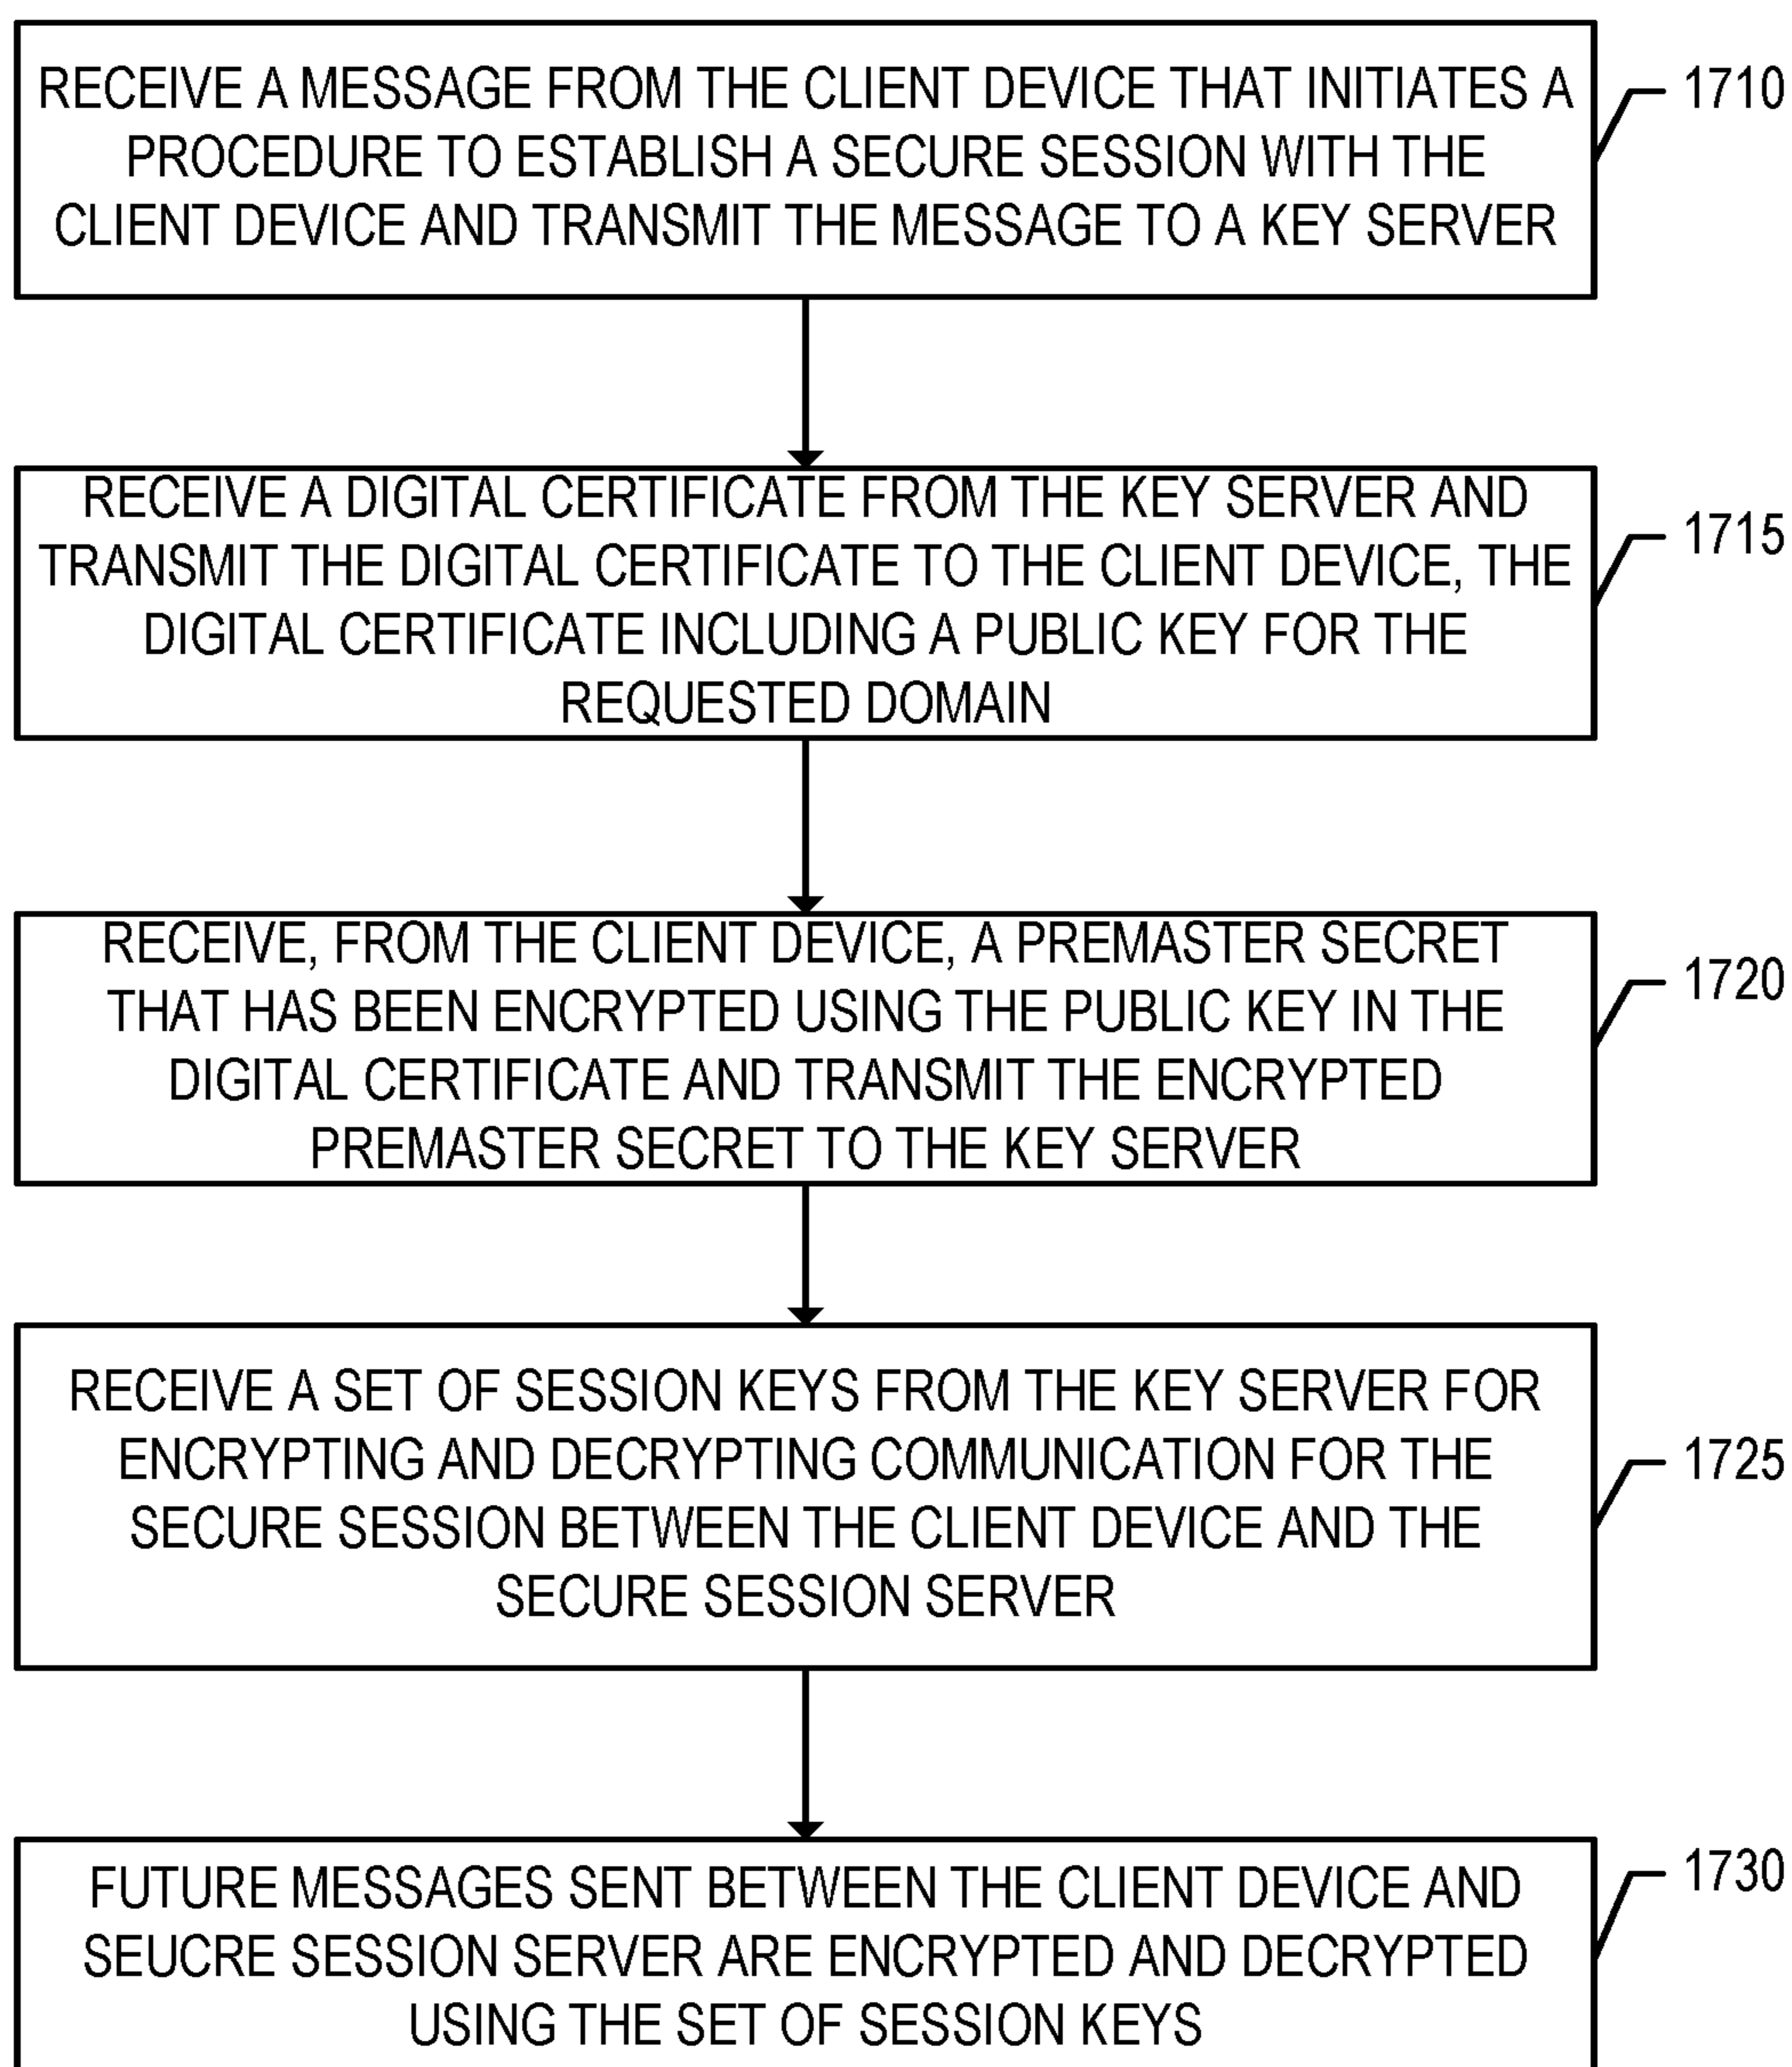 RECEIVE A MESSAGE FROM THE CLIENT DEVICE THAT INITIATES A
PROCEDURE TO ESTABLISH A SECURE SESSION WITH THE
CLIENT DEVICE AND TRANSMIT THE MESSAGE TO A KEY SERVER
1710
RECEIVE A DIGITAL CERTIFICATE FROM THE KEY SERVER AND
TRANSMIT THE DIGITAL CERTIFICATE TO THE CLIENT DEVICE, THE
DIGITAL CERTIFICATE INCLUDING A PUBLIC KEY FOR THE
REQUESTED DOMAIN
1715
RECEIVE, FROM THE CLIENT DEVICE, A PREMASTER SECRET
THAT HAS BEEN ENCRYPTED USING THE PUBLIC KEY IN THE
DIGITAL CERTIFICATE AND TRANSMIT THE ENCRYPTED
PREMASTER SECRET TO THE KEY SERVER
1720
RECEIVE A SET OF SESSION KEYS FROM THE KEY SERVER FOR
ENCRYPTING AND DECRYPTING COMMUNICATION FOR THE
SECURE SESSION BETWEEN THE CLIENT DEVICE AND THE
SECURE SESSION SERVER
1725
FUTURE MESSAGES SENT BETWEEN THE CLIENT DEVICE AND
SEUCRE SESSION SERVER ARE ENCRYPTED AND DECRYPTED
USING THE SET OF SESSION KEYS
1730